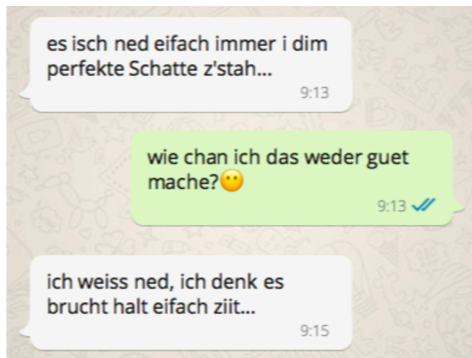 es isch ned eifach immer i dim
perfekte Schatte z'stah...
9:13
wie chan ich das weder guet
mache?😶
9:13
ich weiss ned, ich denk es
brucht halt eifach ziit...
9:15